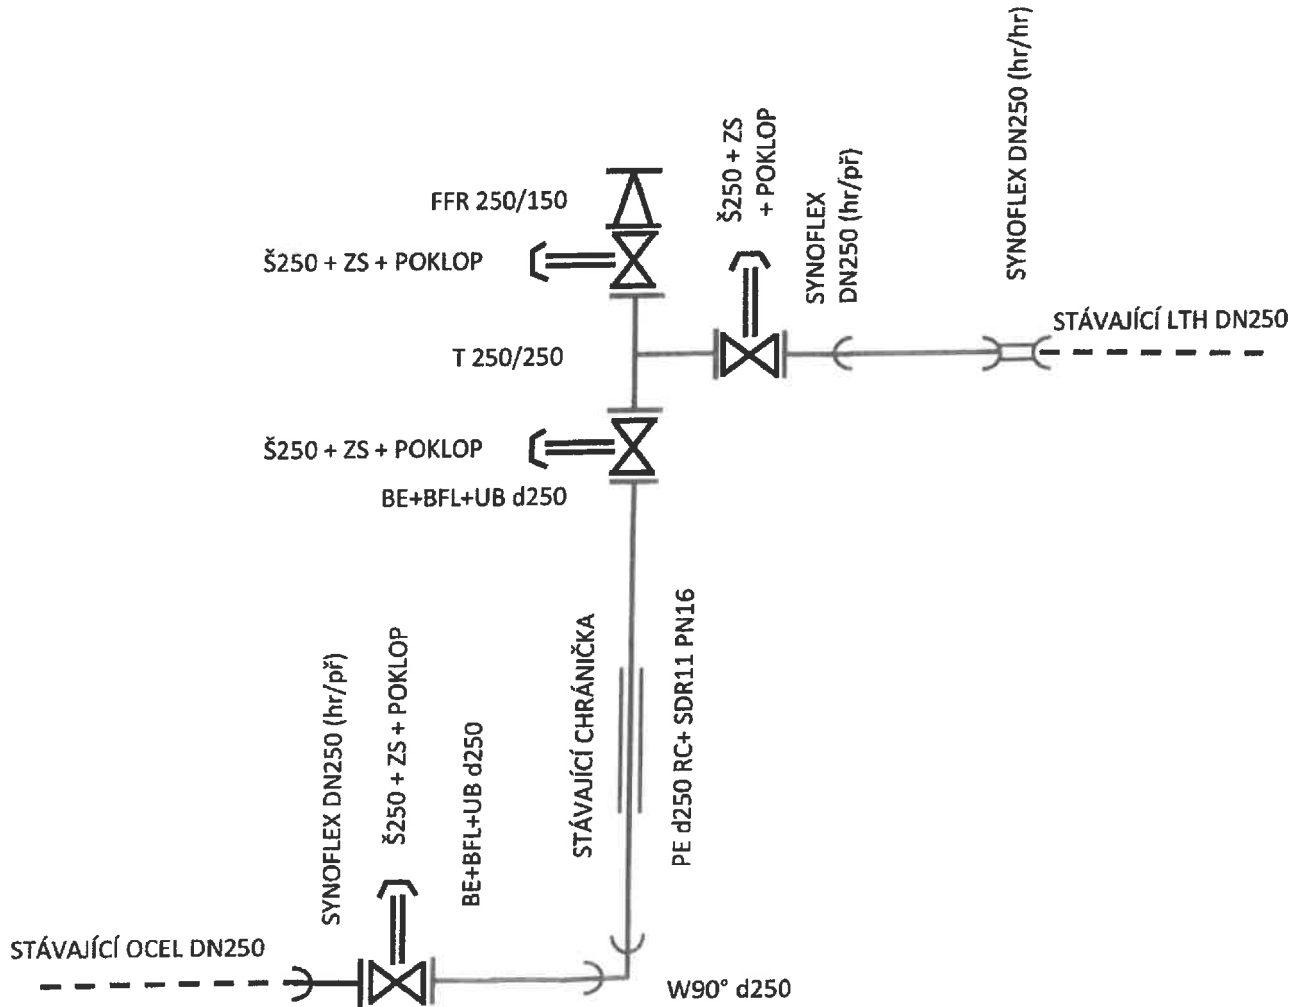 SYNOFLEX DN250 (hr/hr)
Š250 + ZS
+ POKLOP
SYNOFLEX
DN250 (hr/př)
FFR 250/150
Š250 + ZS + POKLOP
STÁVAJÍCÍ LTH DN250
T 250/250
Š250 + ZS + POKLOP
BE+BFL+UB d250
STÁVAJÍCÍ CHRÁNIČKA
PE d250 RC+ SDR11 PN16
SYNOFLEX DN250 (hr/př)
Š250 + ZS + POKLOP
BE+BFL+UB d250
STÁVAJÍCÍ OCEL DN250
W90° d250